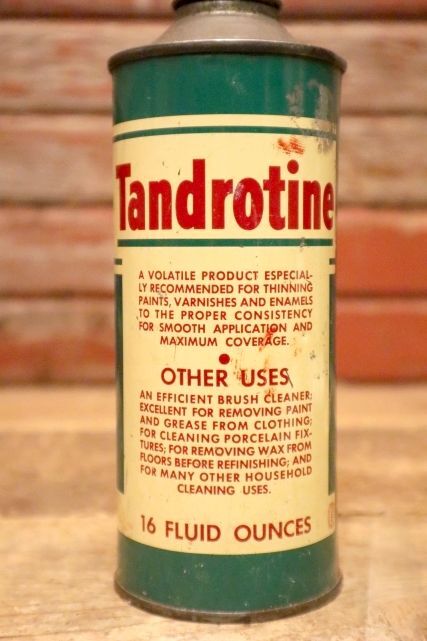 Tandrotine
A VOLATILE PRODUCT ESPECIAL-
LY RECOMMENDED FOR THINNING
PAINTS, VARNISHES AND ENAMELS
TO THE PROPER CONSISTENCY
FOR SMOOTH APPLICATION AND
MAXIMUM COVERAGE.
●
OTHER USES
AN EFFICIENT BRUSH CLEANER;
EXCELLENT FOR REMOVING PAINT
AND GREASE FROM CLOTHING;
FOR CLEANING PORCELAIN FIX-
TURES; FOR REMOVING WAX FROM
FLOORS BEFORE REFINISHING; AND
FOR MANY OTHER HOUSEHOLD
CLEANING USES.
16 FLUID OUNCES